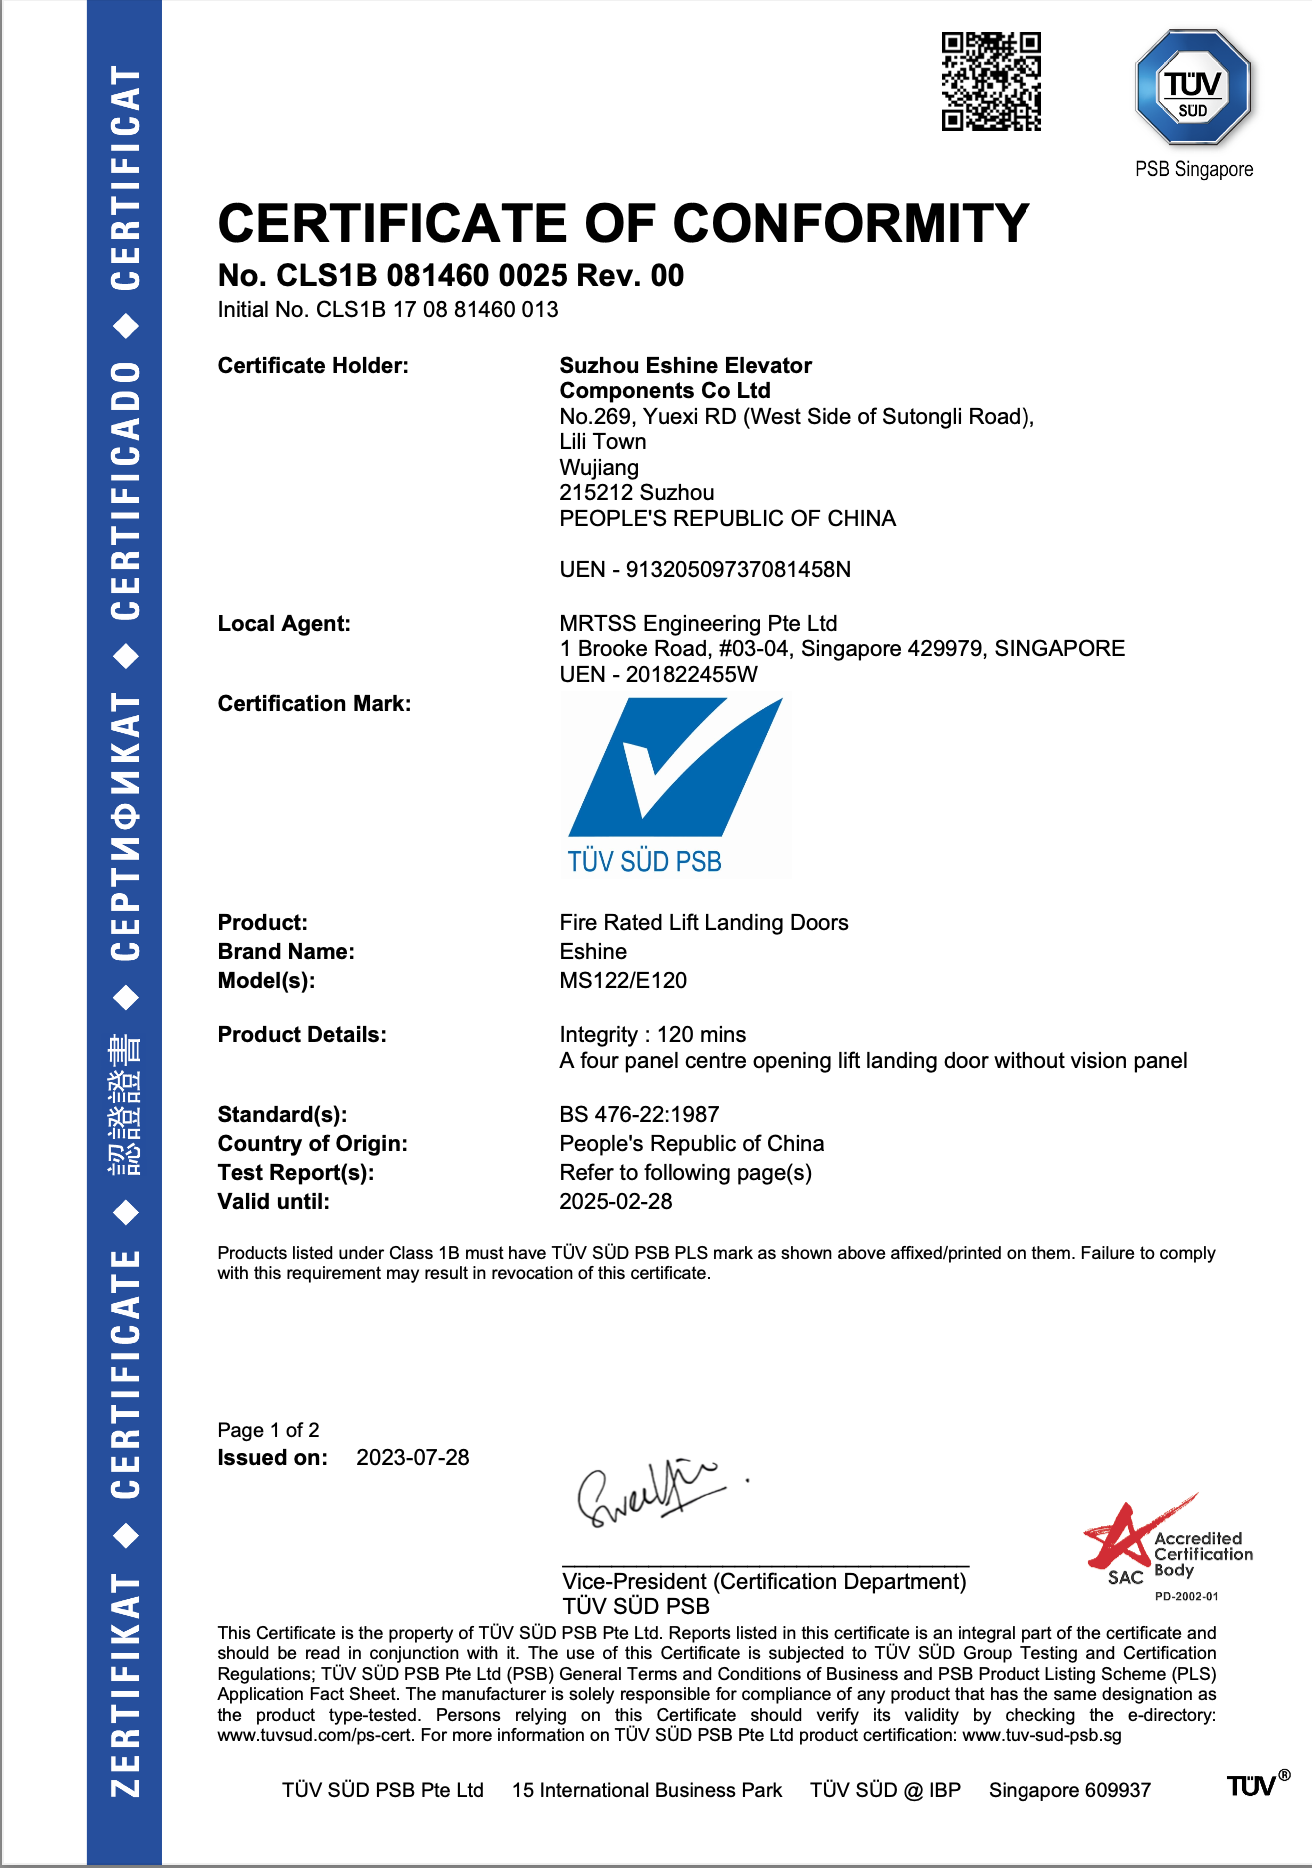 TÜV
SÜD
PSB Singapore
ZERTIFIKAT ◆ CERTIFICATE ◆ 認證證書 ◆ СЕРТИФИКАТ ◆ CERTIFICADO ◆ CERTIFICAT
CERTIFICATE OF CONFORMITY
No. CLS1B 081460 0025 Rev. 00
Initial No. CLS1B 17 08 81460 013
Certificate Holder: Suzhou Eshine Elevator
Components Co Ltd
No.269, Yuexi RD (West Side of Sutongli Road),
Lili Town
Wujiang
215212 Suzhou
PEOPLE'S REPUBLIC OF CHINA
UEN - 91320509737081458N
Local Agent: MRTSS Engineering Pte Ltd
1 Brooke Road, #03-04, Singapore 429979, SINGAPORE
UEN - 201822455W
Certification Mark:
TÜV SÜD PSB
Product: Fire Rated Lift Landing Doors
Brand Name: Eshine
Model(s): MS122/E120
Product Details: Integrity : 120 mins
A four panel centre opening lift landing door without vision panel
Standard(s): BS 476-22:1987
Country of Origin: People's Republic of China
Test Report(s): Refer to following page(s)
Valid until: 2025-02-28
Products listed under Class 1B must have TÜV SÜD PSB PLS mark as shown above affixed/printed on them. Failure to comply
with this requirement may result in revocation of this certificate.
Page 1 of 2
Issued on: 2023-07-28
Vice-President (Certification Department)
TÜV SÜD PSB
SAC
Accredited
Certification
Body
PD-2002-01
This Certificate is the property of TÜV SÜD PSB Pte Ltd. Reports listed in this certificate is an integral part of the certificate and
should be read in conjunction with it. The use of this Certificate is subjected to TÜV SÜD Group Testing and Certification
Regulations; TÜV SÜD PSB Pte Ltd (PSB) General Terms and Conditions of Business and PSB Product Listing Scheme (PLS)
Application Fact Sheet. The manufacturer is solely responsible for compliance of any product that has the same designation as
the product type-tested. Persons relying on this Certificate should verify its validity by checking the e-directory:
www.tuvsud.com/ps-cert. For more information on TÜV SÜD PSB Pte Ltd product certification: www.tuv-sud-psb.sg
TÜV SÜD PSB Pte Ltd 15 International Business Park TÜV SÜD @ IBP Singapore 609937
TÜV®